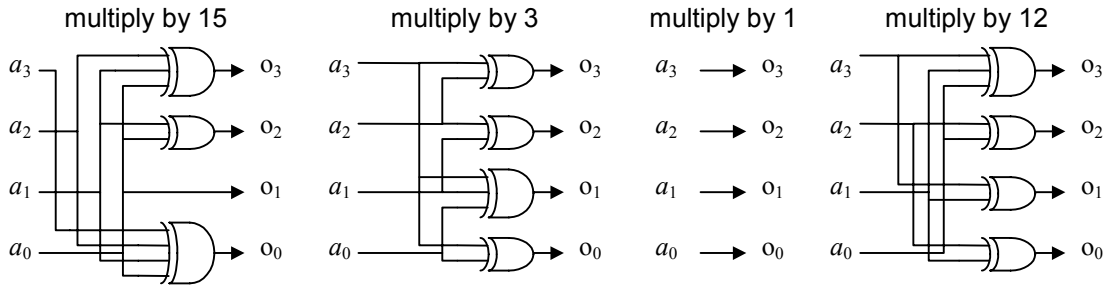 multiply by 15 multiply by 3 multiply by 1 multiply by 12
a₃ o₃ a₃ o₃ a₃ o₃ a₃ o₃
a₂ o₂ a₂ o₂ a₂ o₂ a₂ o₂
a₁ o₁ a₁ o₁ a₁ o₁ a₁ o₁
a₀ o₀ a₀ o₀ a₀ o₀ a₀ o₀